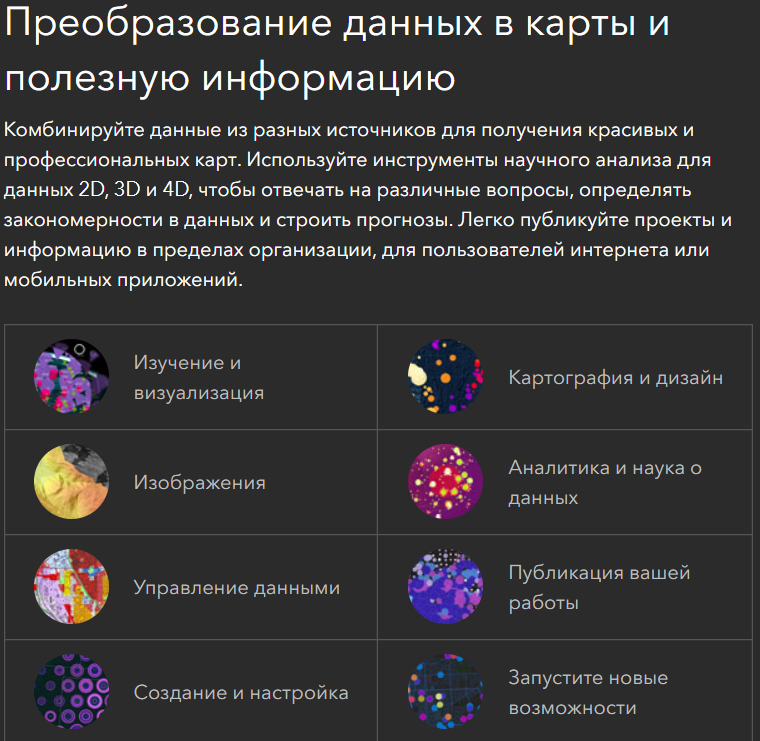 Преобразование данных в карты и
полезную информацию
Комбинируйте данные из разных источников для получения красивых и
профессиональных карт. Используйте инструменты научного анализа для
данных 2D, 3D и 4D, чтобы отвечать на различные вопросы, определять
закономерности в данных и строить прогнозы. Легко публикуйте проекты и
информацию в пределах организации, для пользователей интернета или
мобильных приложений.
Изучение и
визуализация
Картография и дизайн
Изображения
Аналитика и наука о
данных
Управление данными
Публикация вашей
работы
Создание и настройка
Запустите новые
возможности